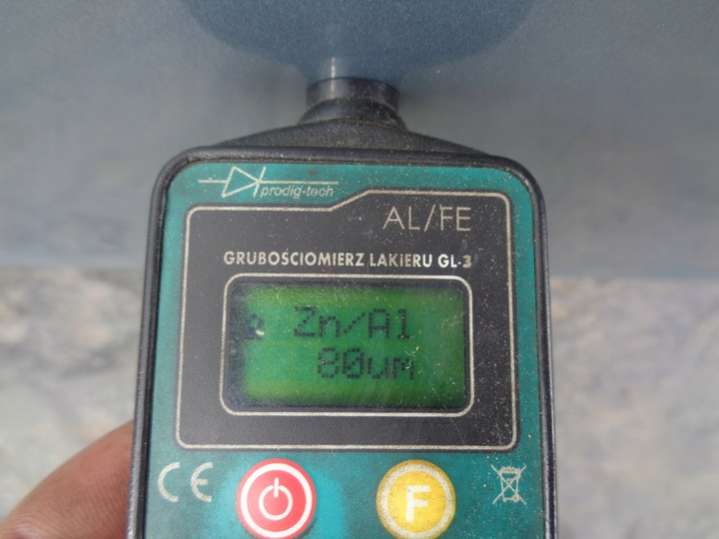 prodig-tech
AL/FE
GRUBOŚCIOMIERZ LAKIERU GL-3
Zn/Al
80um
CE
F